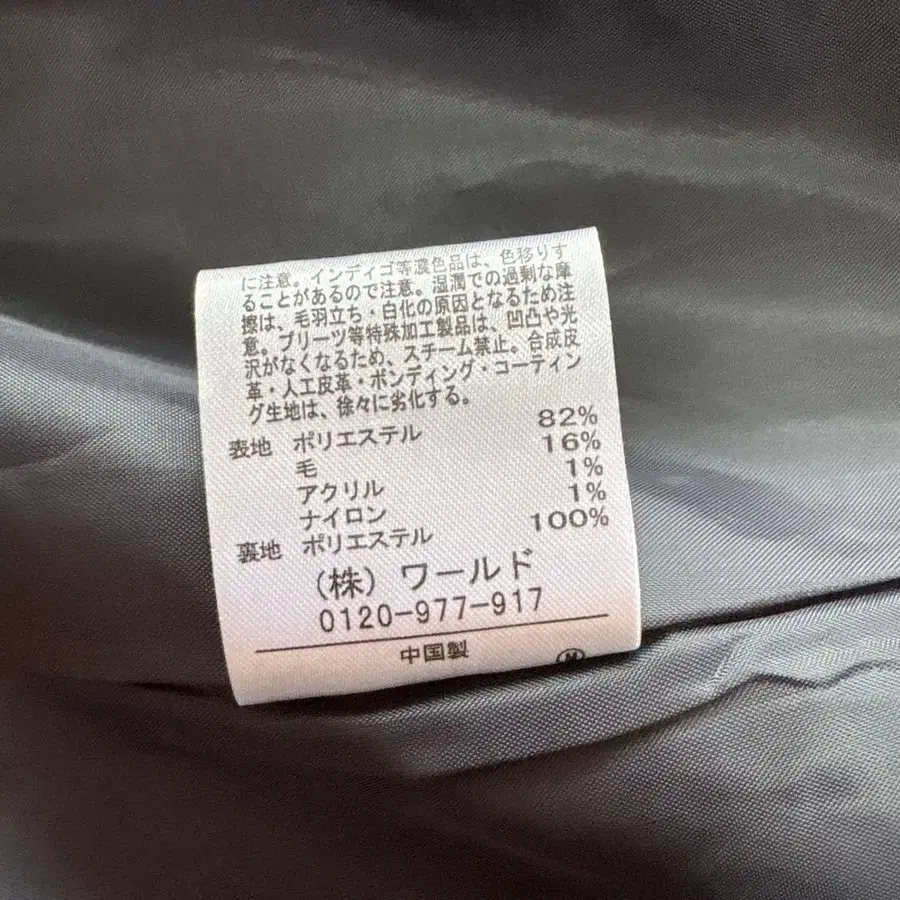 に注意。インディゴ等濃色品は、色移りす
ることがあるので注意。湿潤での過剰な摩
擦は、毛羽立ち・白化の原因となるため注
意。プリーツ等特殊加工製品は、凹凸や光
沢がなくなるため、スチーム禁止。合成皮
革・人工皮革・ボンディング・コーティン
グ生地は、徐々に劣化する。
表地 ポリエステル 82%
毛 16%
アクリル 1%
ナイロン 1%
裏地 ポリエステル 100%
(株) ワールド
0120-977-917
中国製 M